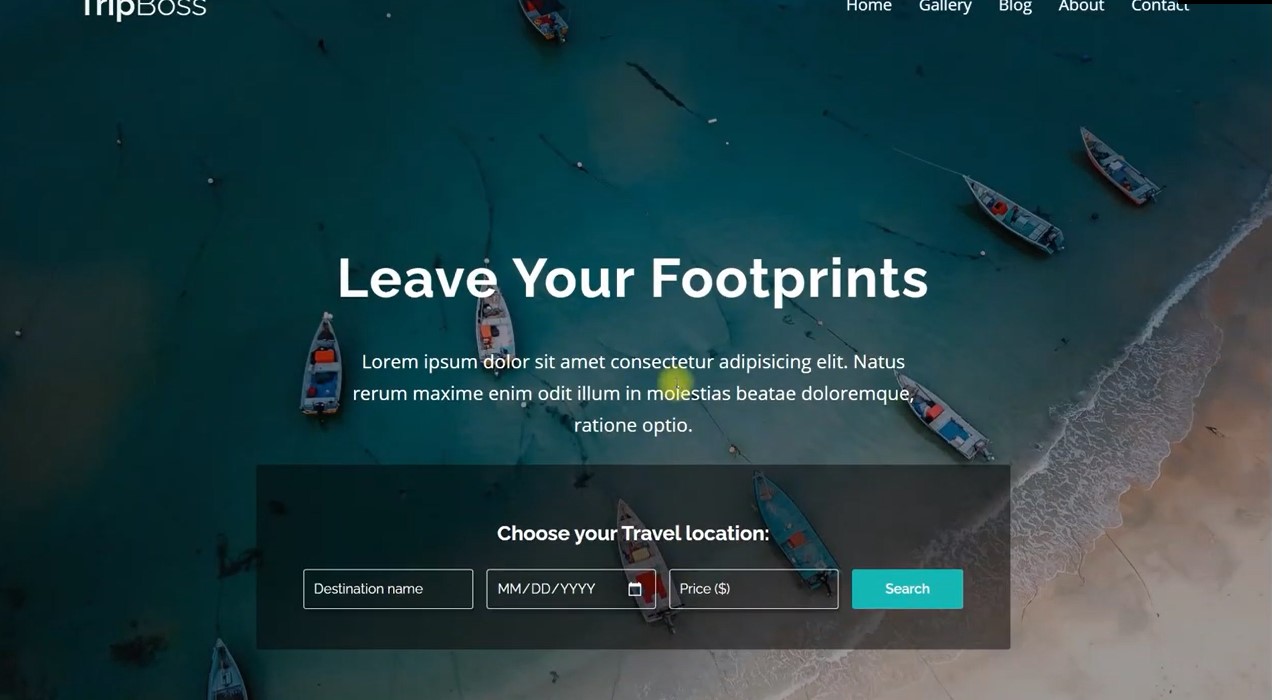 TripBoss
Home Gallery Blog About Contact
Leave Your Footprints
Lorem ipsum dolor sit amet consectetur adipisicing elit. Natus
rerum maxime enim odit illum in molestias beatae doloremque,
ratione optio.
Choose your Travel location:
Destination name MM/DD/YYYY Price ($) Search